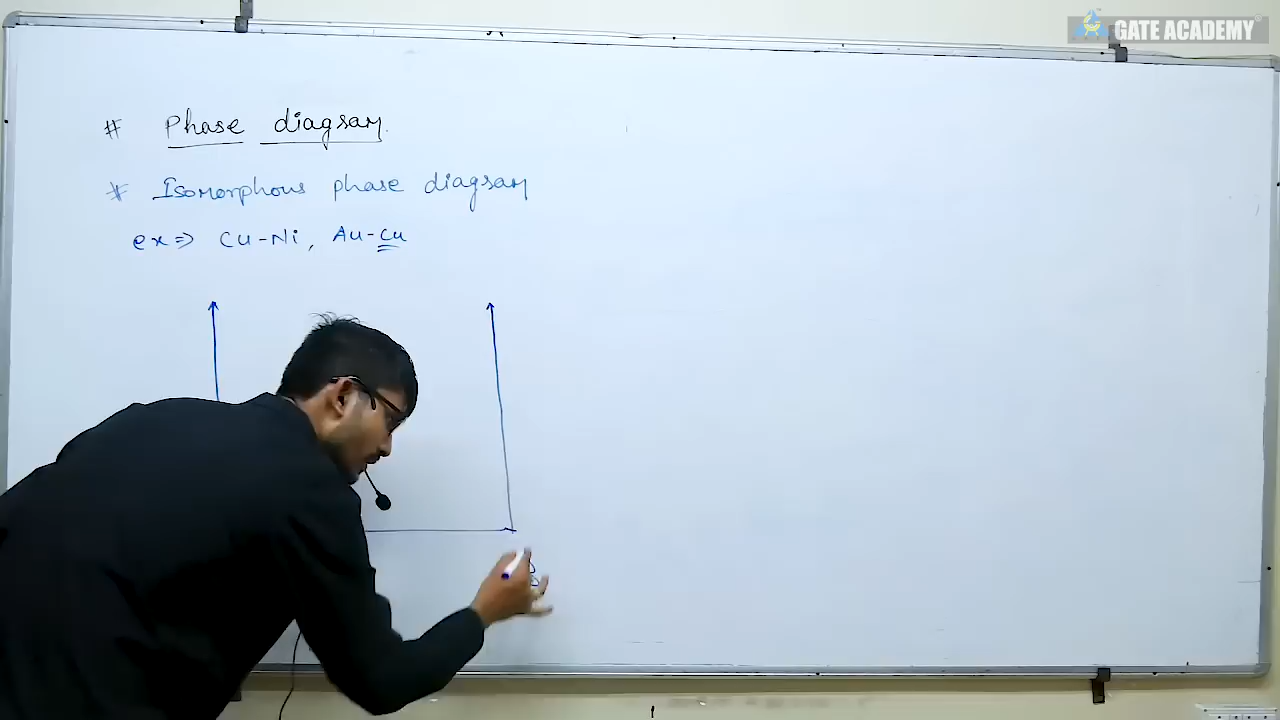 GATE ACADEMY
# Phase diagram.
* Isomorphous phase diagram
ex => Cu-Ni, Au-Cu
B